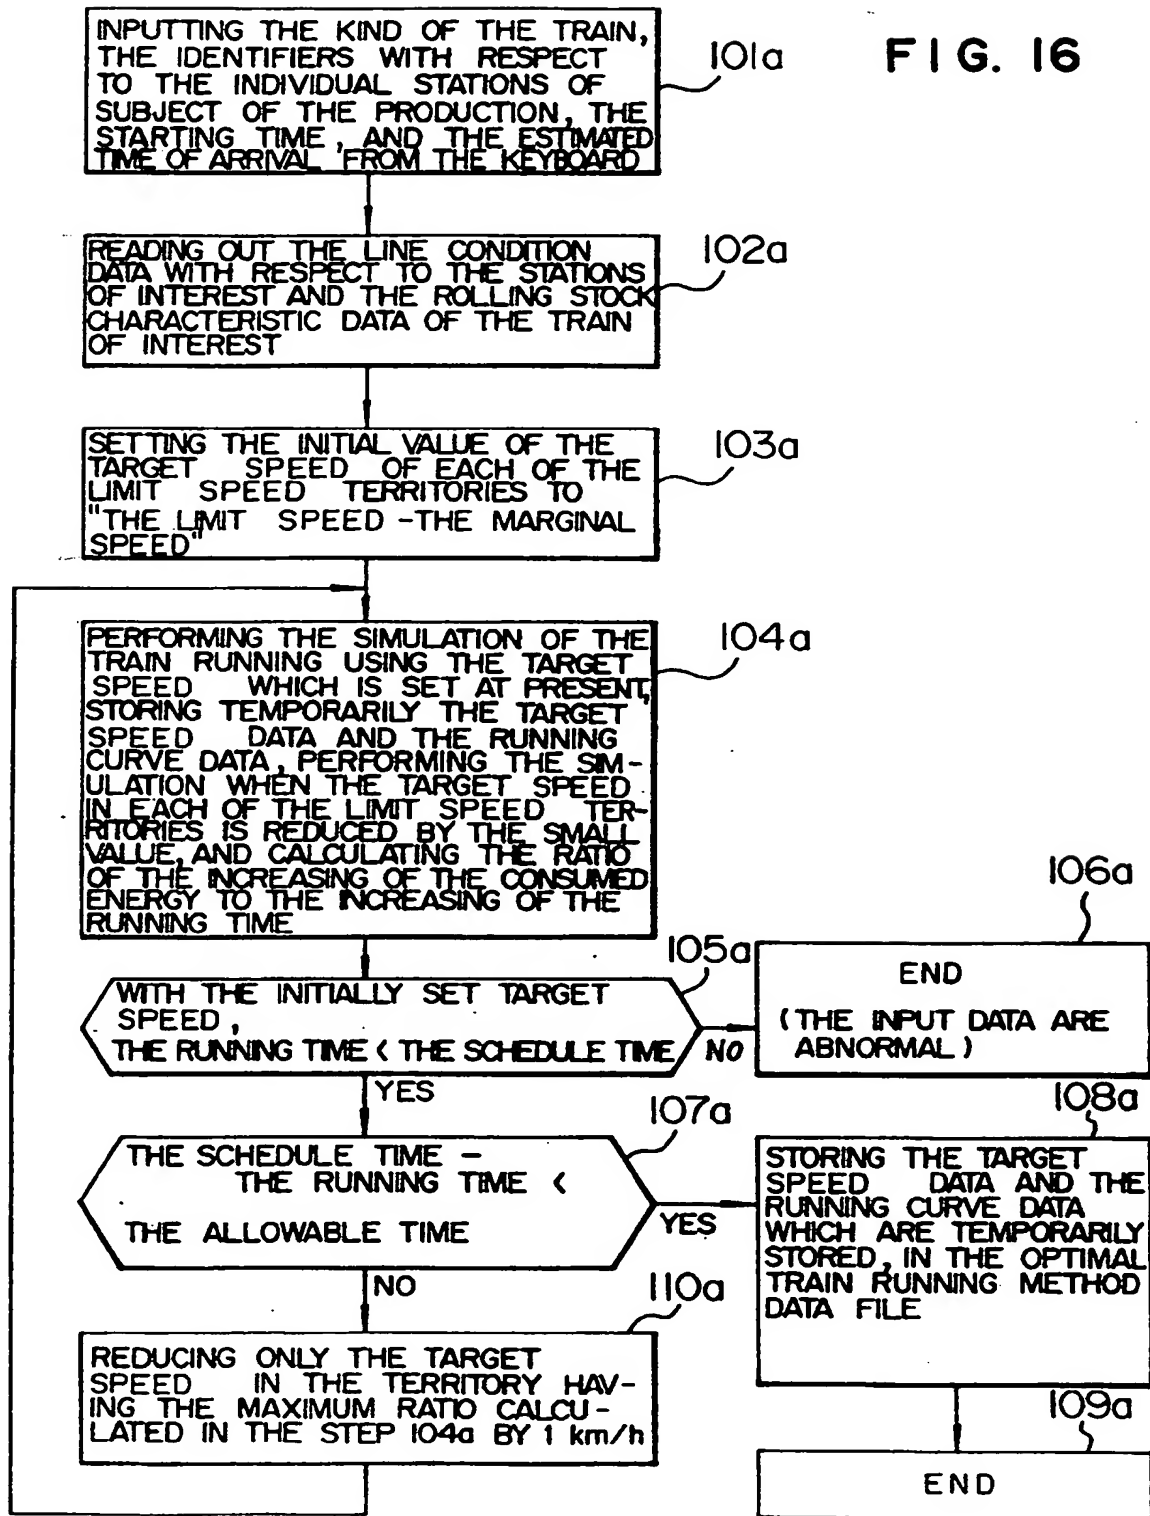 FIG. 16
INPUTTING THE KIND OF THE TRAIN,
THE IDENTIFIERS WITH RESPECT
TO THE INDIVIDUAL STATIONS OF
SUBJECT OF THE PRODUCTION, THE
STARTING TIME, AND THE ESTIMATED
TIME OF ARRIVAL FROM THE KEYBOARD
101a
READING OUT THE LINE CONDITION
DATA WITH RESPECT TO THE STATIONS
OF INTEREST AND THE ROLLING STOCK
CHARACTERISTIC DATA OF THE TRAIN
OF INTEREST
102a
SETTING THE INITIAL VALUE OF THE
TARGET SPEED OF EACH OF THE
LIMIT SPEED TERRITORIES TO
"THE LIMIT SPEED - THE MARGINAL
SPEED"
103a
PERFORMING THE SIMULATION OF THE
TRAIN RUNNING USING THE TARGET
SPEED WHICH IS SET AT PRESENT,
STORING TEMPORARILY THE TARGET
SPEED DATA AND THE RUNNING
CURVE DATA, PERFORMING THE SIM-
ULATION WHEN THE TARGET SPEED
IN EACH OF THE LIMIT SPEED TER-
RITORIES IS REDUCED BY THE SMALL
VALUE, AND CALCULATING THE RATIO
OF THE INCREASING OF THE CONSUMED
ENERGY TO THE INCREASING OF THE
RUNNING TIME
104a
WITH THE INITIALLY SET TARGET
SPEED,
THE RUNNING TIME < THE SCHEDULE TIME
105a
NO
YES
END
(THE INPUT DATA ARE
ABNORMAL)
106a
THE SCHEDULE TIME -
THE RUNNING TIME <
THE ALLOWABLE TIME
107a
YES
NO
STORING THE TARGET
SPEED DATA AND THE
RUNNING CURVE DATA
WHICH ARE TEMPORARILY
STORED, IN THE OPTIMAL
TRAIN RUNNING METHOD
DATA FILE
108a
REDUCING ONLY THE TARGET
SPEED IN THE TERRITORY HAV-
ING THE MAXIMUM RATIO CALCU-
LATED IN THE STEP 104a BY 1 km/h
110a
END
109a